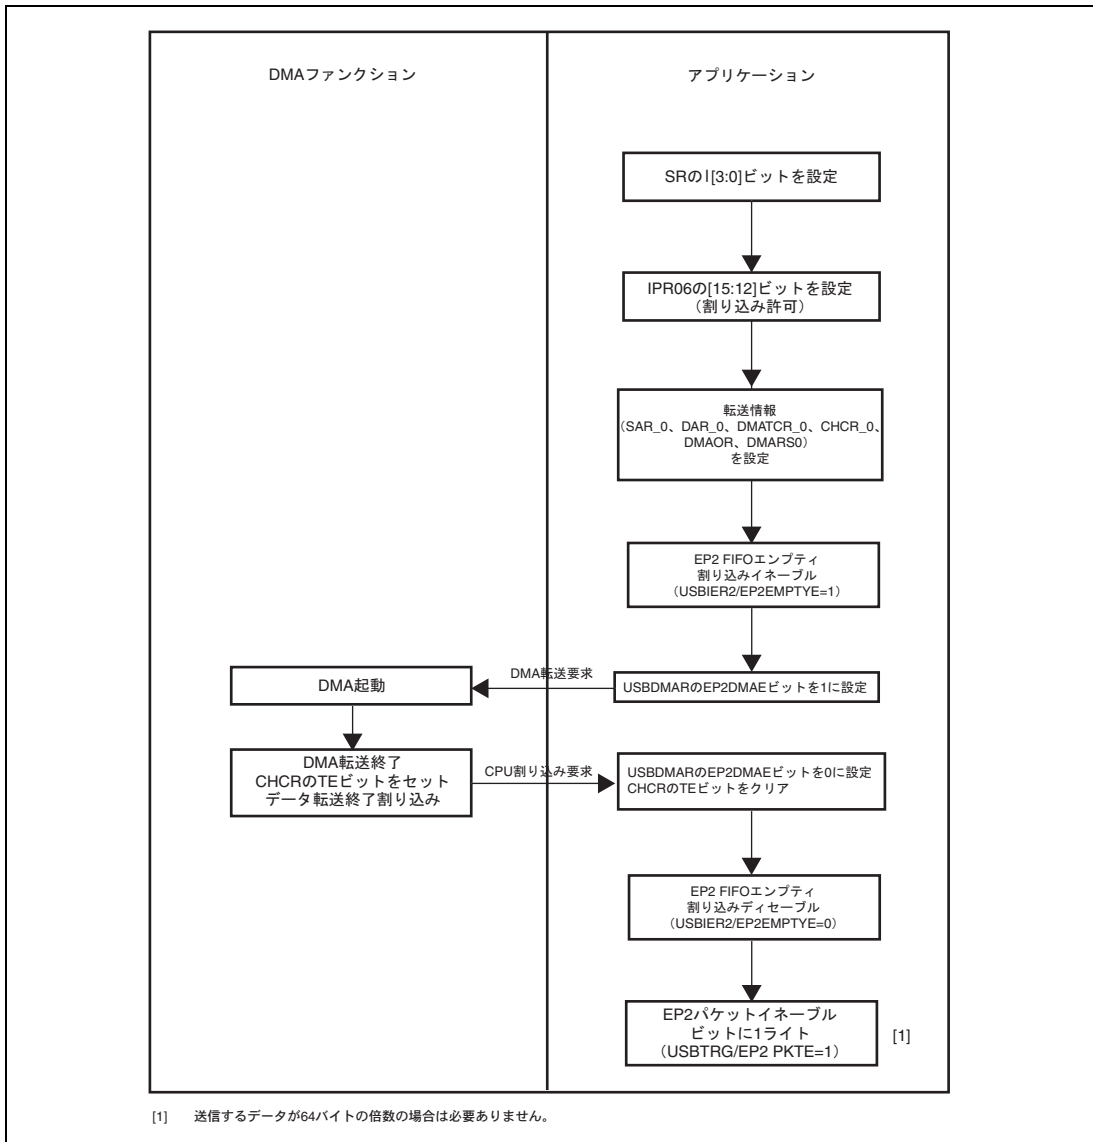 DMAファンクション
アプリケーション
SRのI[3:0]ビットを設定
IPR06の[15:12]ビットを設定
(割り込み許可)
転送情報
(SAR_0、DAR_0、DMATCR_0、CHCR_0、
DMAOR、DMARS0)
を設定
EP2 FIFOエンプティ
割り込みイネーブル
(USBIER2/EP2EMPTYE=1)
DMA転送要求
DMA起動
USBDMARのEP2DMAEビットを1に設定
DMA転送終了
CHCRのTEビットをセット
データ転送終了割り込み
CPU割り込み要求
USBDMARのEP2DMAEビットを0に設定
CHCRのTEビットをクリア
EP2 FIFOエンプティ
割り込みディセーブル
(USBIER2/EP2EMPTYE=0)
EP2パケットイネーブル
ビットに1ライト
(USBTRG/EP2 PKTE=1)
[1]
[1] 送信するデータが64バイトの倍数の場合は必要ありません。